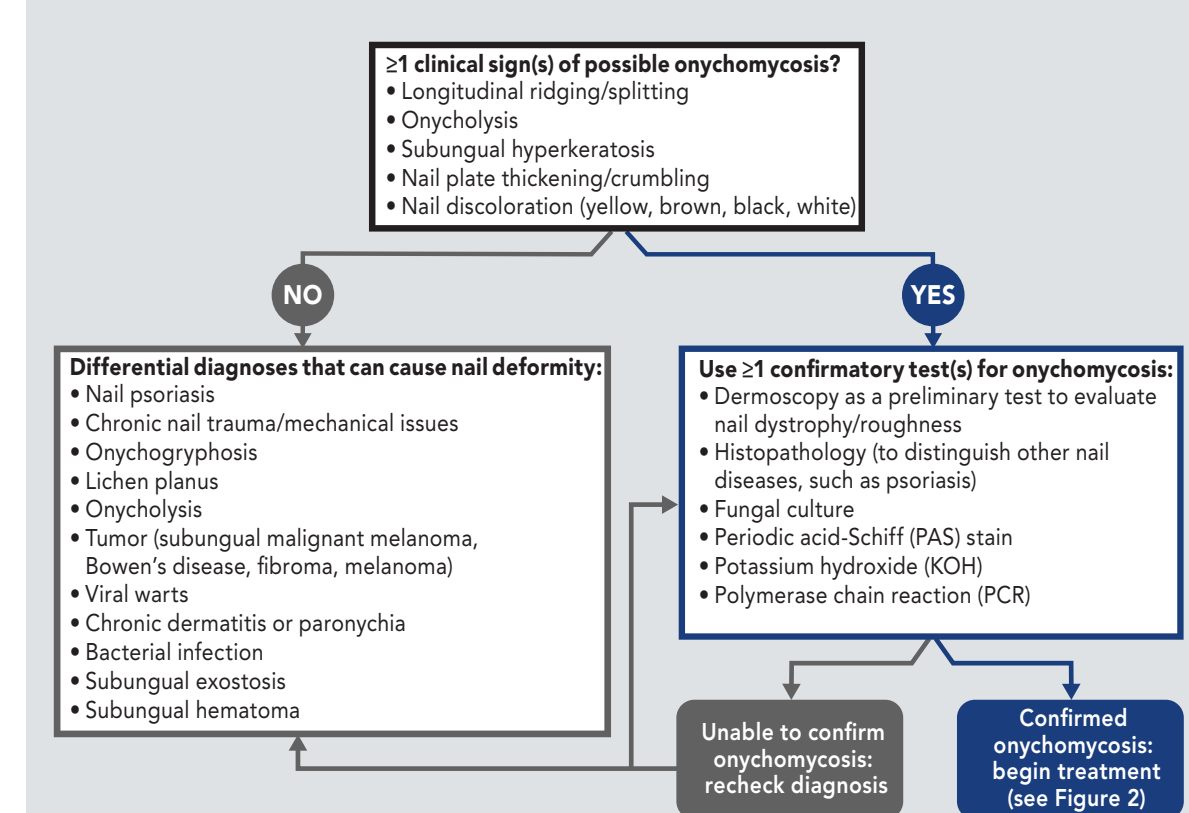 ≥1 clinical sign(s) of possible onychomycosis?
• Longitudinal ridging/splitting
• Onycholysis
• Subungual hyperkeratosis
• Nail plate thickening/crumbling
• Nail discoloration (yellow, brown, black, white)
NO
YES
Differential diagnoses that can cause nail deformity:
• Nail psoriasis
• Chronic nail trauma/mechanical issues
• Onychogryphosis
• Lichen planus
• Onycholysis
• Tumor (subungual malignant melanoma,
Bowen's disease, fibroma, melanoma)
• Viral warts
• Chronic dermatitis or paronychia
• Bacterial infection
• Subungual exostosis
• Subungual hematoma
Use ≥1 confirmatory test(s) for onychomycosis:
• Dermoscopy as a preliminary test to evaluate
nail dystrophy/roughness
• Histopathology (to distinguish other nail
diseases, such as psoriasis)
• Fungal culture
• Periodic acid-Schiff (PAS) stain
• Potassium hydroxide (KOH)
• Polymerase chain reaction (PCR)
Unable to confirm
onychomycosis:
recheck diagnosis
Confirmed
onychomycosis:
begin treatment
(see Figure 2)